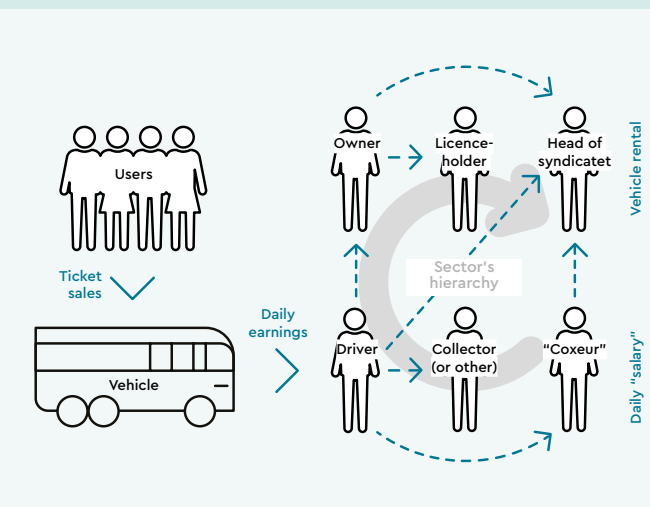 Users
Ticket
sales
Vehicle
Daily
earnings
Owner
Licence-
holder
Head of
syndicatet
Sector's
hierarchy
Driver
Collector
(or other)
“Coxeur”
Vehicle rental
Daily “salary”